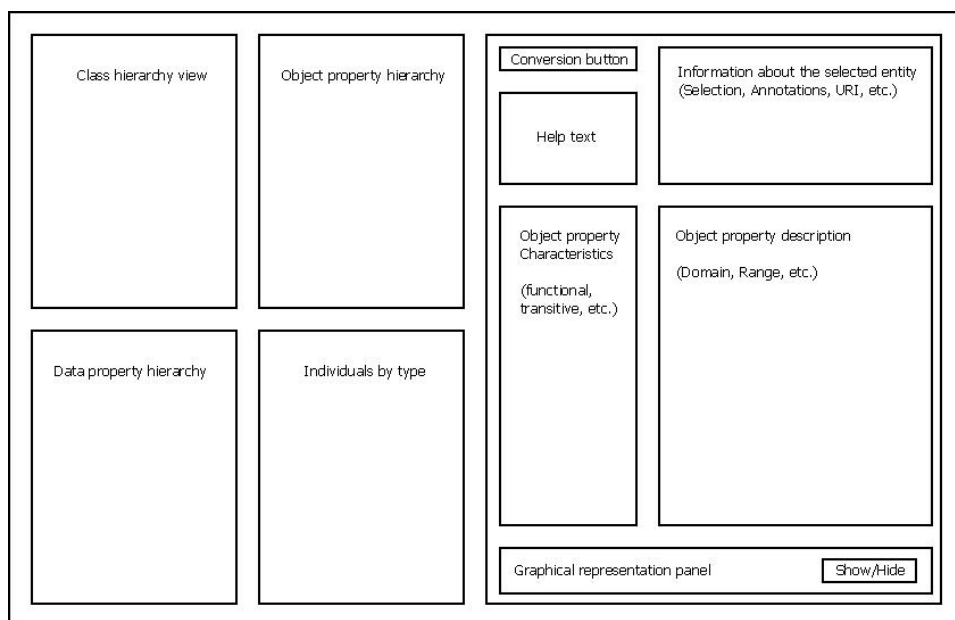 Class hierarchy view
Object property hierarchy
Data property hierarchy
Individuals by type
Conversion button
Help text
Information about the selected entity
(Selection, Annotations, URI, etc.)
Object property
Characteristics
(functional,
transitive, etc.)
Object property description
(Domain, Range, etc.)
Graphical representation panel
Show/Hide